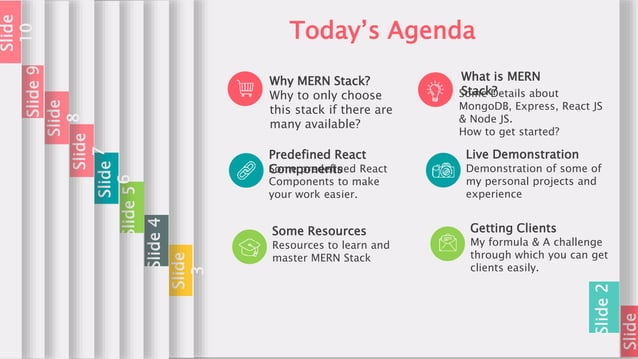 Today's Agenda
Why MERN Stack?
Why to only choose
this stack if there are
many available?
What is MERN
Stack?
Some Details about
MongoDB, Express, React JS
& Node JS.
How to get started?
Predefined React
Components
Some predefined React
Components to make
your work easier.
Live Demonstration
Demonstration of some of
my personal projects and
experience
Some Resources
Resources to learn and
master MERN Stack
Getting Clients
My formula & A challenge
through which you can get
clients easily.
Slide
10
Slide 9
Slide
8
Slide
7
Slide
6
Slide 5
Slide 4
Slide
3
Slide 2
Slide